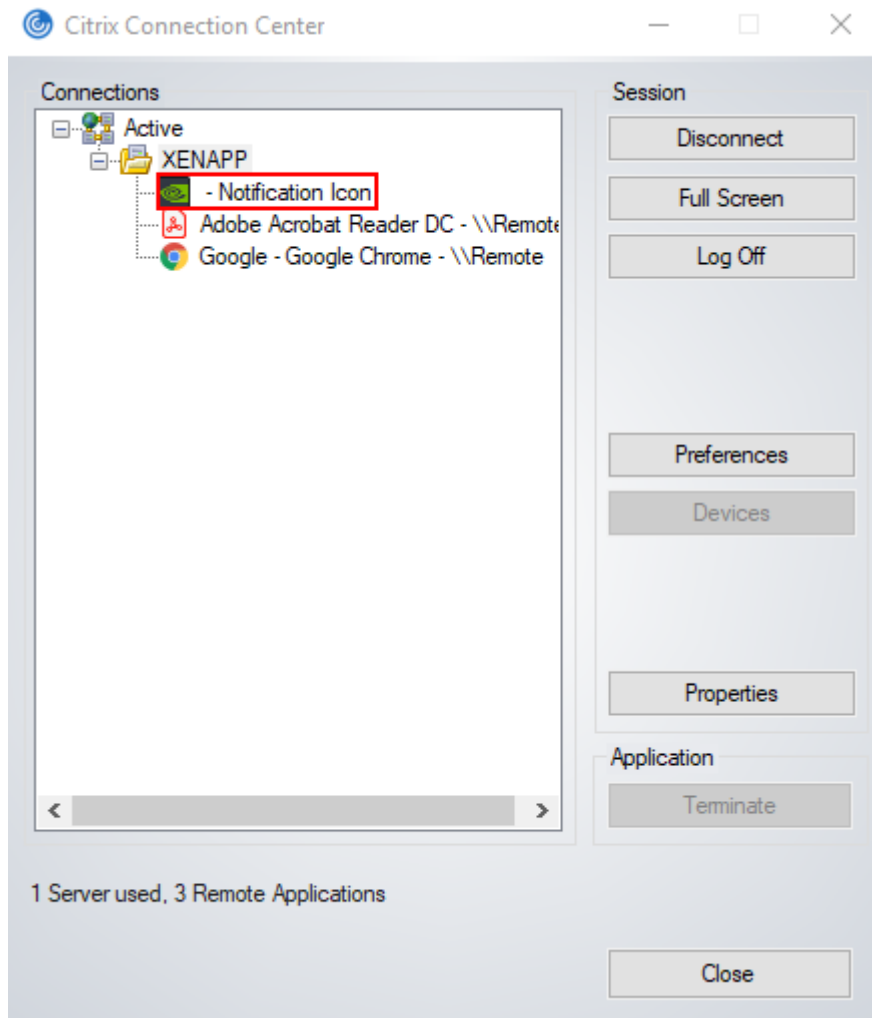 Citrix Connection Center
Connections
Active
XENAPP
- Notification Icon
Adobe Acrobat Reader DC - \\Remote
Google - Google Chrome - \\Remote
Session
Disconnect
Full Screen
Log Off
Preferences
Devices
Properties
Application
Terminate
1 Server used, 3 Remote Applications
Close